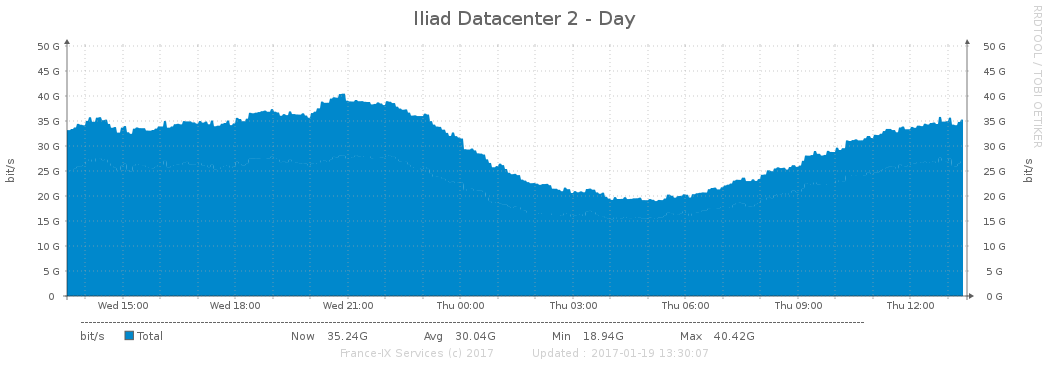 Iliad Datacenter 2 - Day
RRDTOOL / TOBI OETIKER
50 G 50 G
45 G 45 G
40 G 40 G
35 G 35 G
30 G 30 G
25 G 25 G
20 G 20 G
15 G 15 G
10 G 10 G
5 G 5 G
0 0 G
bit/s bit/s
Wed 15:00 Wed 18:00 Wed 21:00 Thu 00:00 Thu 03:00 Thu 06:00 Thu 09:00 Thu 12:00
bit/s Total Now 35.24G Avg 30.04G Min 18.94G Max 40.42G
France-IX Services (c) 2017 Updated : 2017-01-19 13:30:07